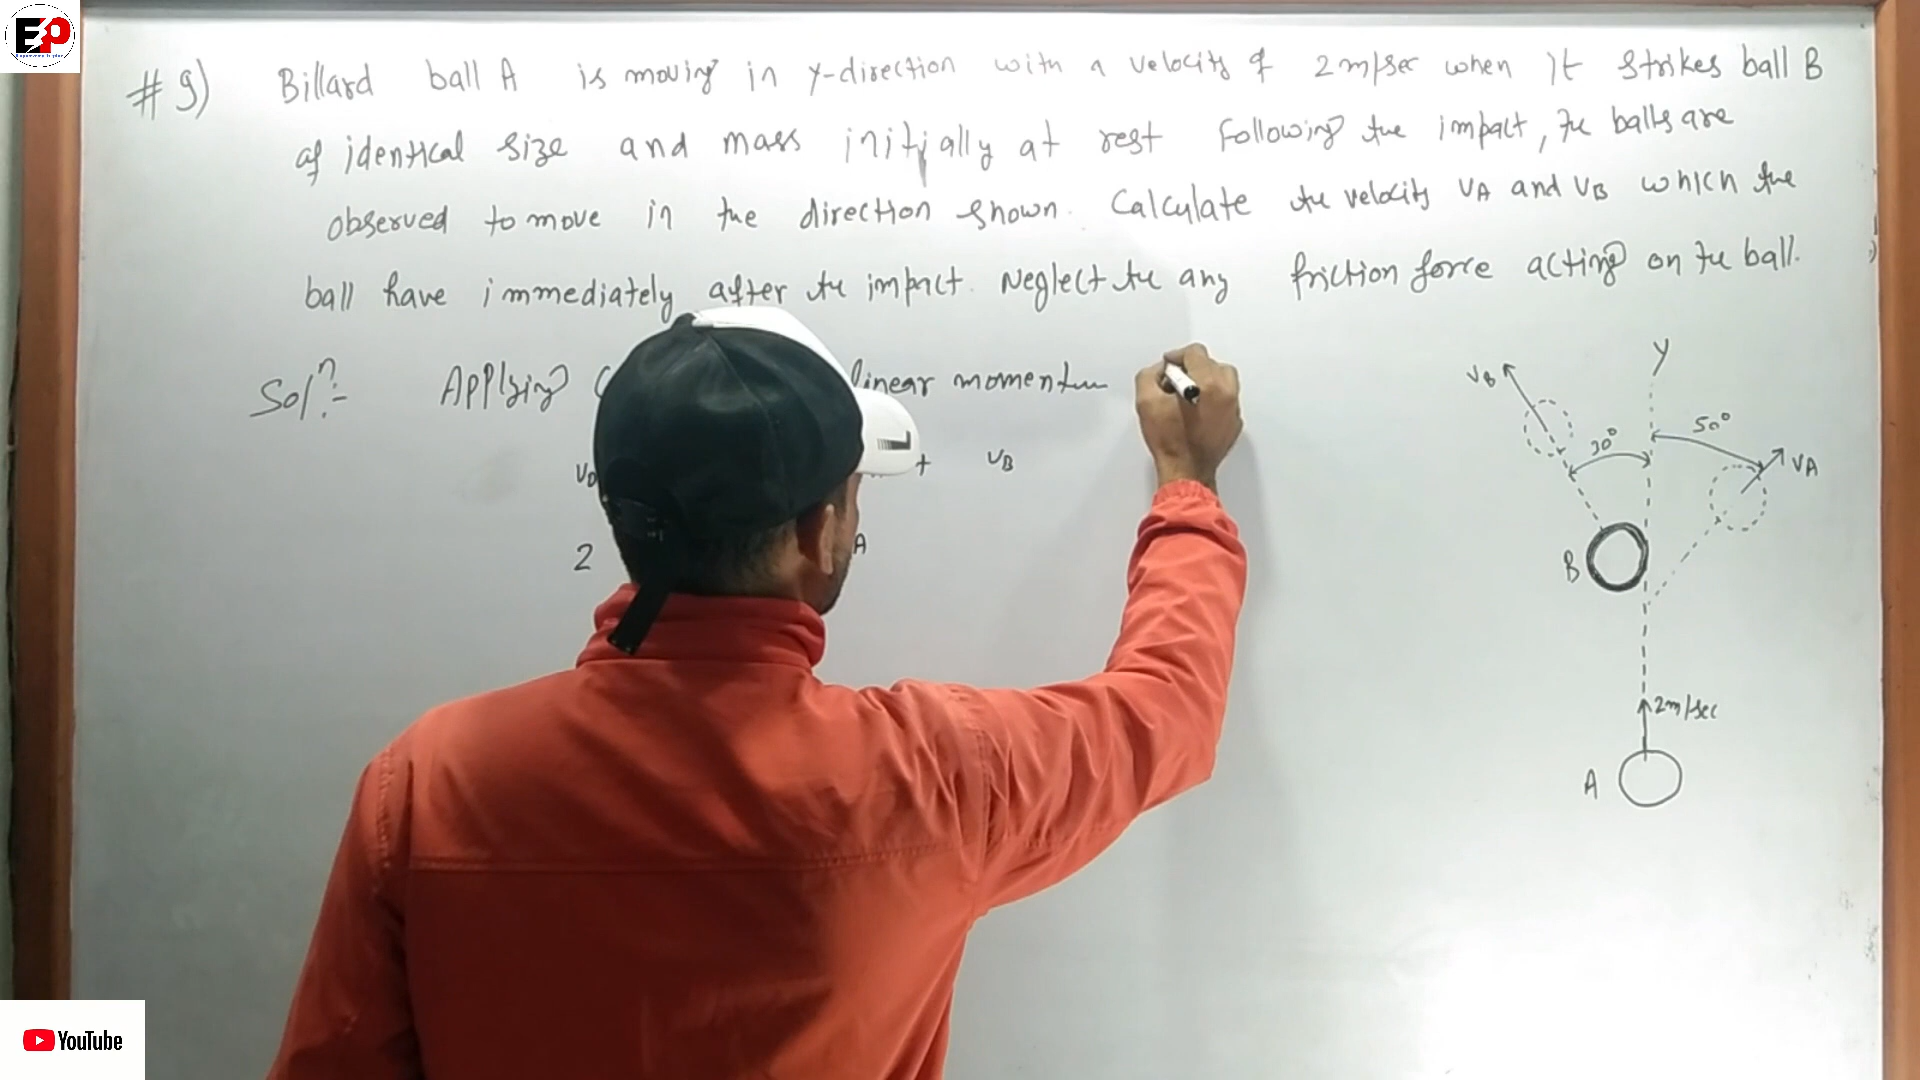 EP
#9) Billard ball A is moving in Y-direction with a velocity of 2m/sec when it strikes ball B
of identical size and mass initially at rest Following the impact, the balls are
observed to move in the direction shown. Calculate the velocity VA and VB which the
ball have immediately after the impact. Neglect the any friction force acting on the ball.
Soln:- Applying linear momentum
+ VB
2 A
Y
VB
30°
50°
VA
B
2m/sec
A
YouTube